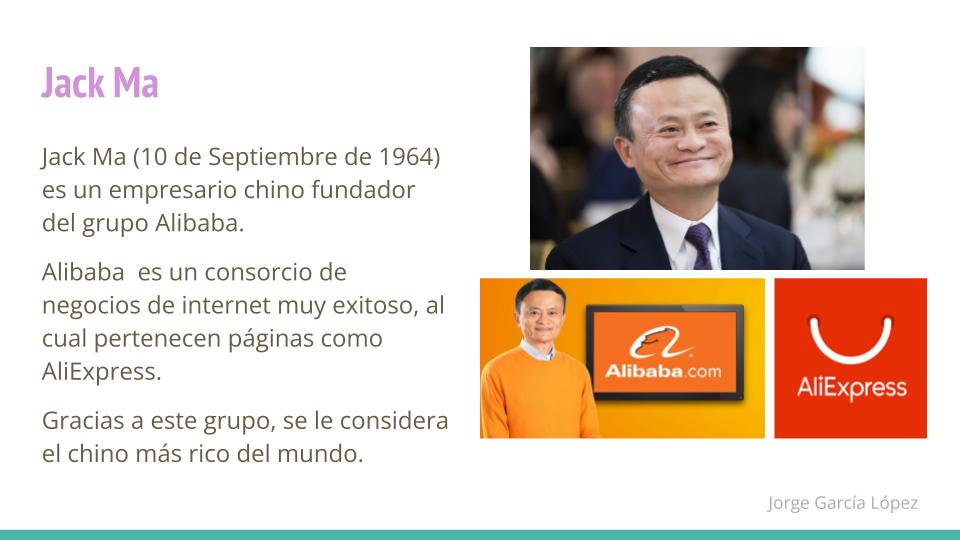 Jack Ma
Jack Ma (10 de Septiembre de 1964)
es un empresario chino fundador
del grupo Alibaba.
Alibaba  es un consorcio de
negocios de internet muy exitoso, al
cual pertenecen páginas como
AliExpress.
Gracias a este grupo, se le considera
el chino más rico del mundo.
Alibaba.com
AliExpress
Jorge García López